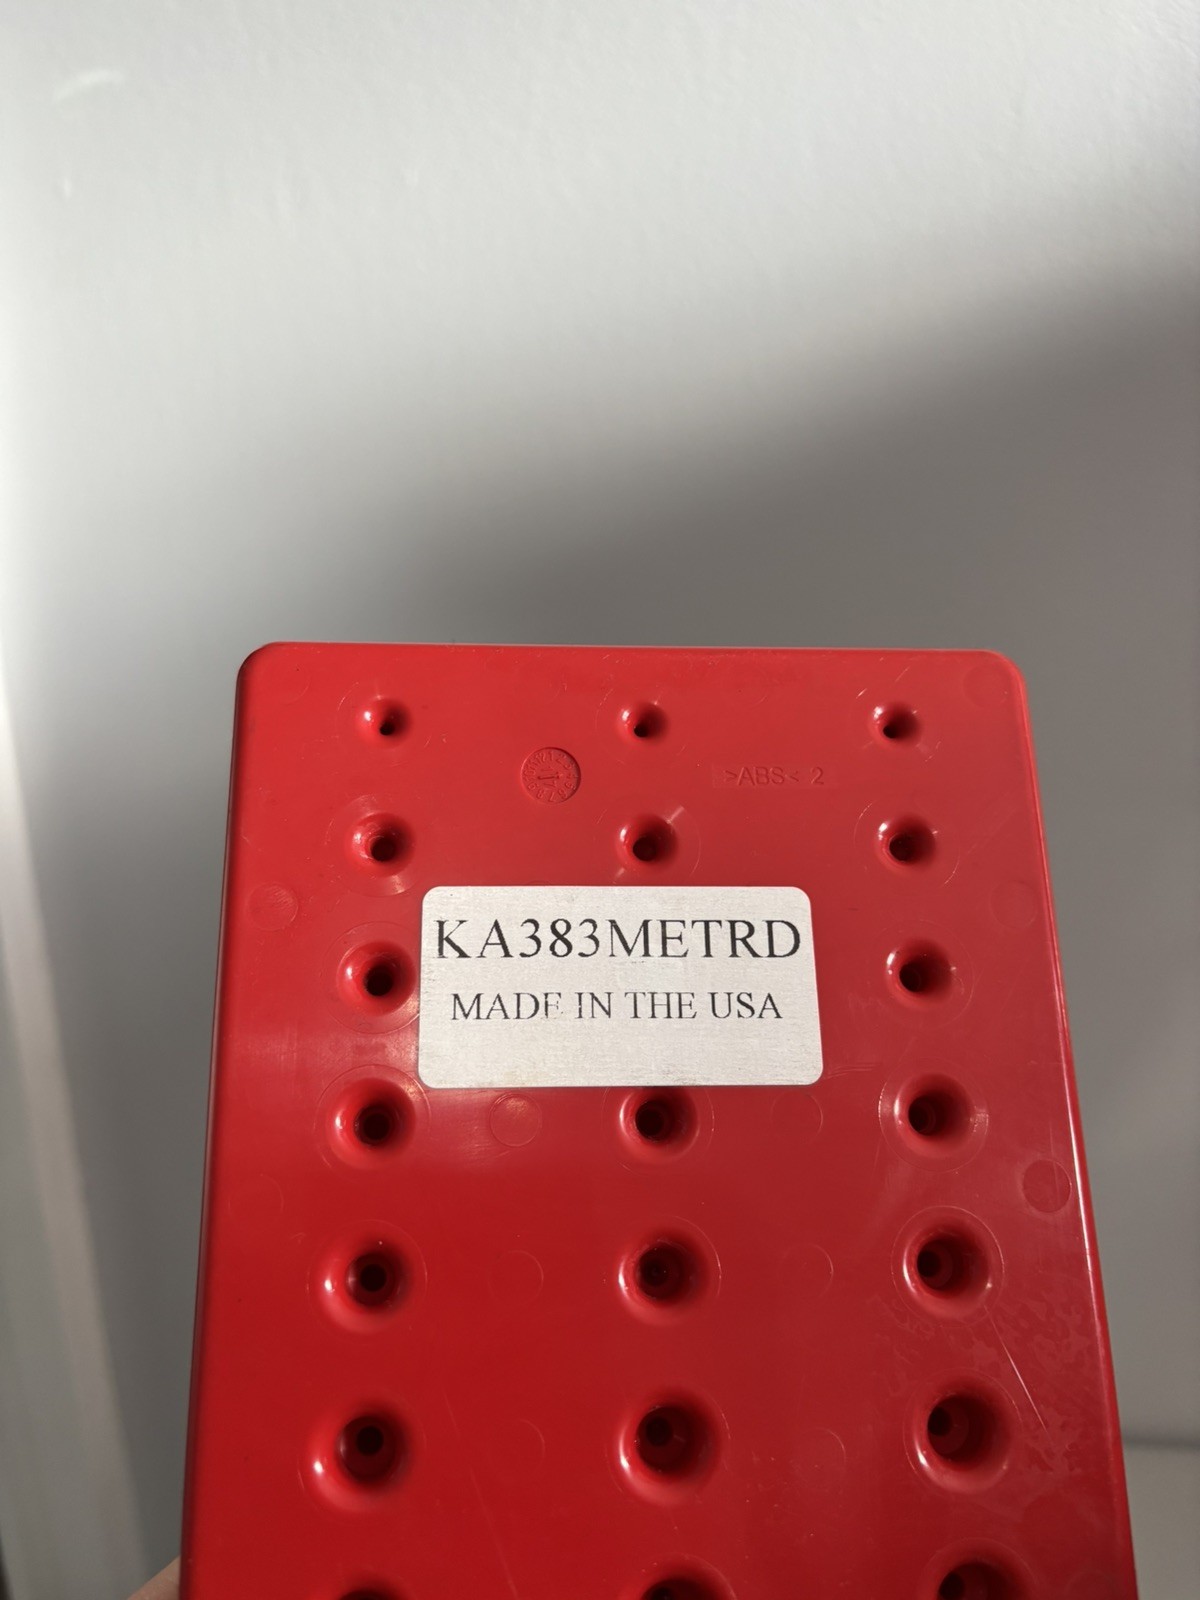 >ABS< 2
KA383METRD
MADE IN THE USA